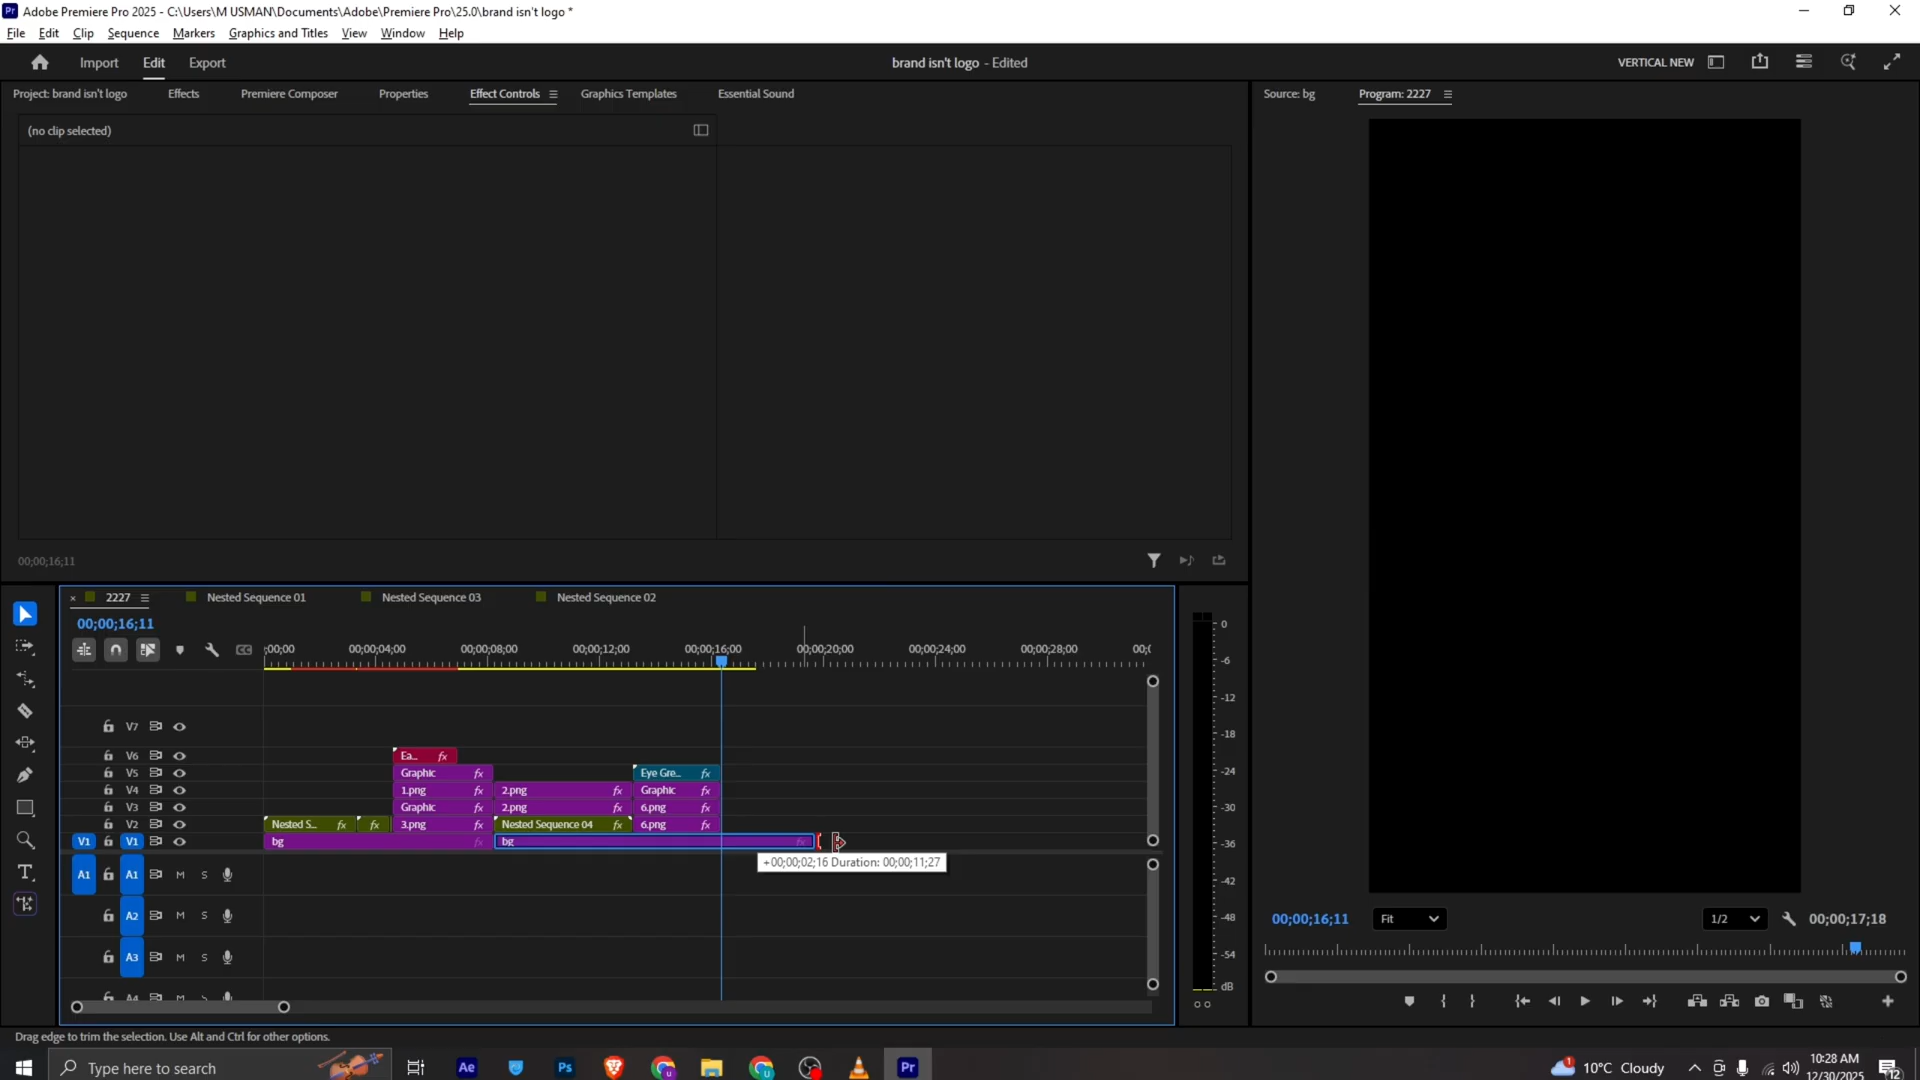 Adobe Premiere Pro 2025 - C:\Users\M USMAN\Documents\Adobe\Premiere Pro\25.0\brand isn't logo *
File Edit Clip Sequence Markers Graphics and Titles View Window Help
Import Edit Export
brand isn't logo - Edited
VERTICAL NEW
Project: brand isn't logo Effects Premiere Composer Properties Effect Controls Graphics Templates Essential Sound
Source: bg Program: 2227
(no clip selected)
00;00;16;11
× 2227 Nested Sequence 01 Nested Sequence 03 Nested Sequence 02
00;00;16;11
;00;00 00;00;04;00 00;00;08;00 00;00;12;00 00;00;16;00 00;00;20;00 00;00;24;00 00;00;28;00 00;(
V7
V6 Ea... fx
V5 Graphic fx Eye Gre... fx
V4 1.png fx 2.png fx Graphic fx
V3 Graphic fx 2.png fx 6.png fx
V2 Nested S... fx fx 3.png fx Nested Sequence 04 fx 6.png fx
V1 V1 bg fx bg fx
+00;00;02;16 Duration: 00;00;11;27
A1 A1 M S
A2 M S
A3 M S
A4 M S
0
-6
-12
-18
-24
-30
-36
-42
-48
-54
dB
00;00;16;11 Fit 1/2 00;00;17;18
Drag edge to trim the selection. Use Alt and Ctrl for other options.
Type here to search
Ae Ps Pr
1 10°C Cloudy
10:28 AM
12/30/2025
12